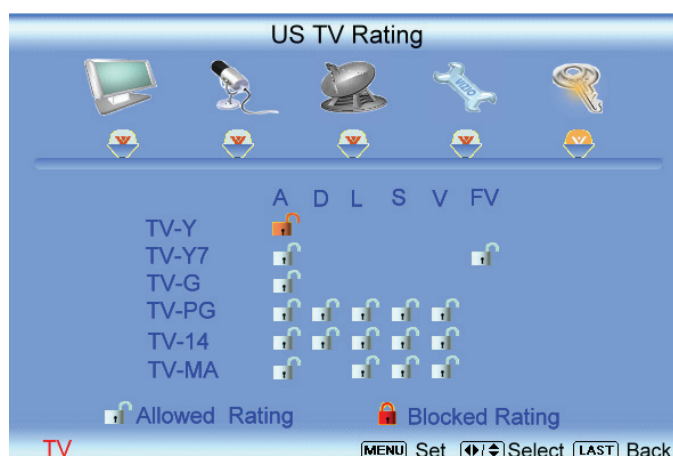 US TV Rating
VIZIO
A D L S V FV
TV-Y
TV-Y7
TV-G
TV-PG
TV-14
TV-MA
Allowed Rating Blocked Rating
TV MENU Set Select LAST Back